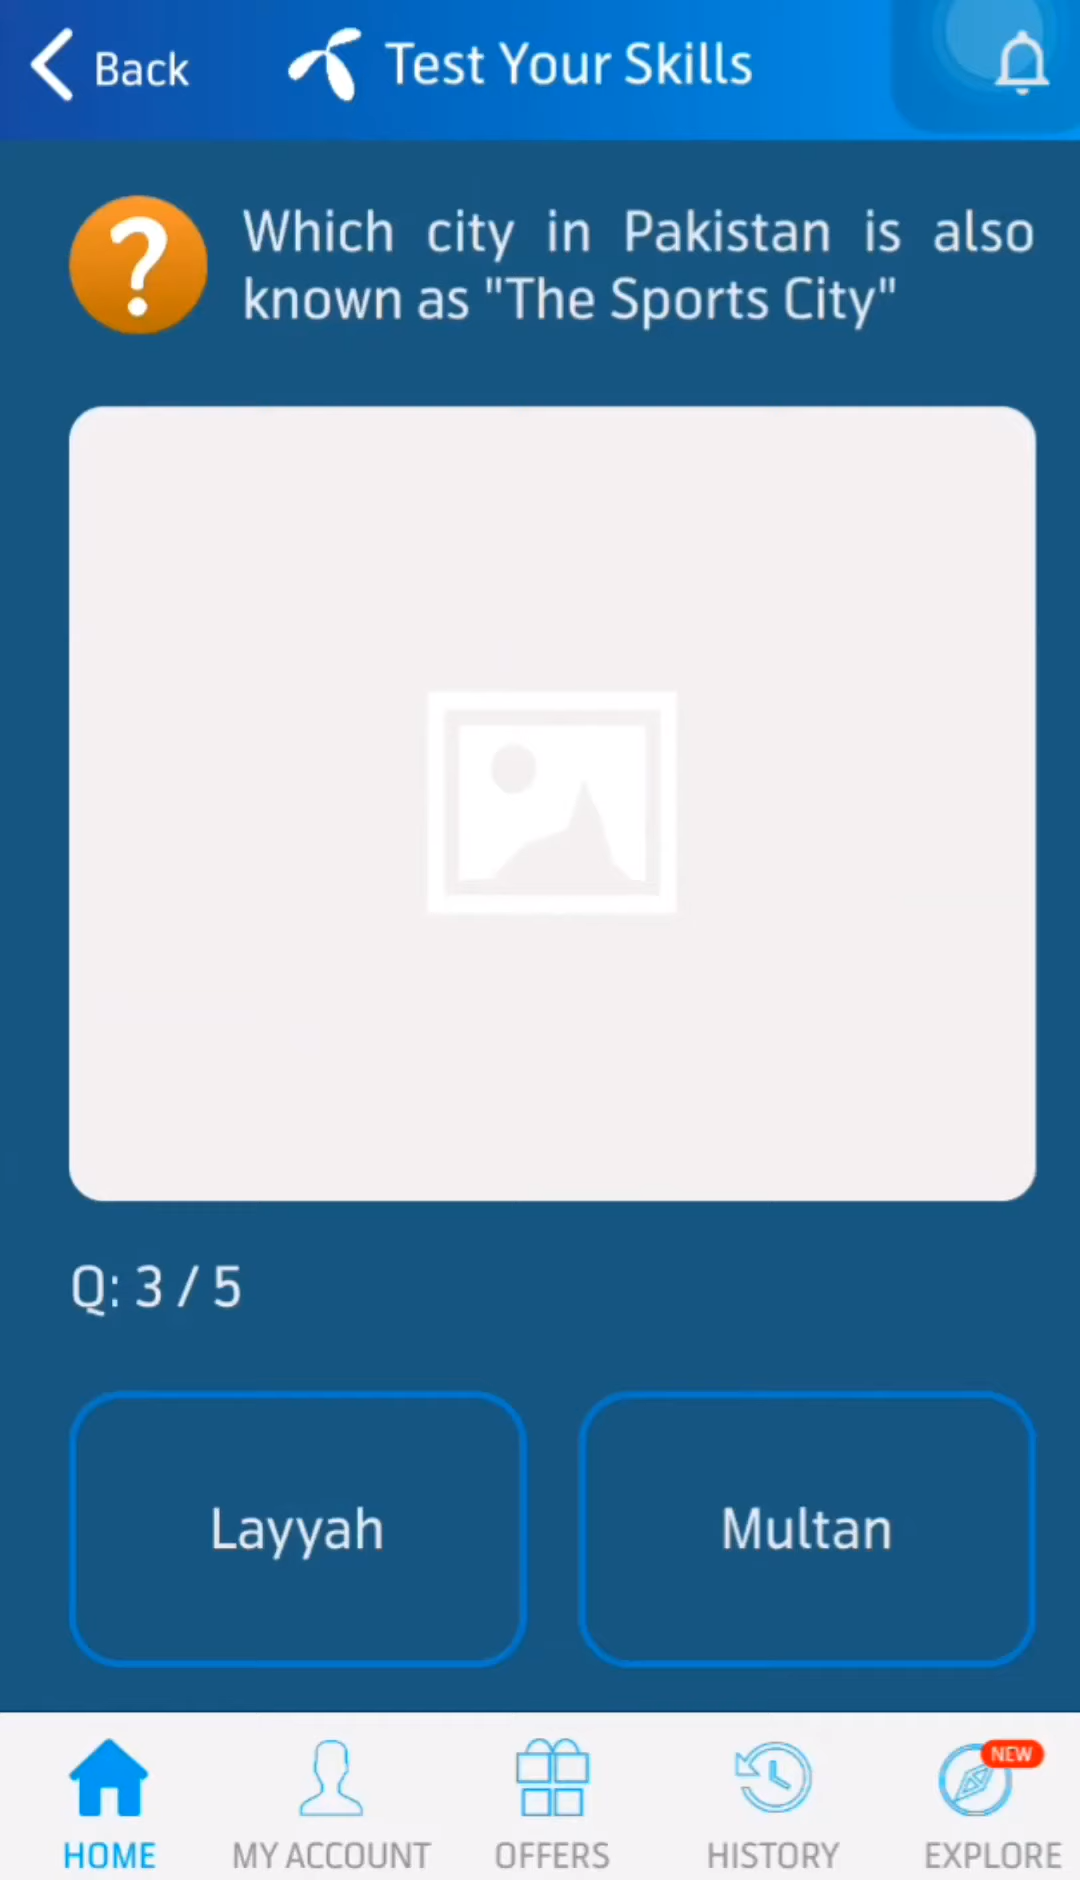 Back
Test Your Skills
?
Which city in Pakistan is also
known as "The Sports City"
Q: 3 / 5
Layyah
Multan
NEW
HOME
MY ACCOUNT
OFFERS
HISTORY
EXPLORE